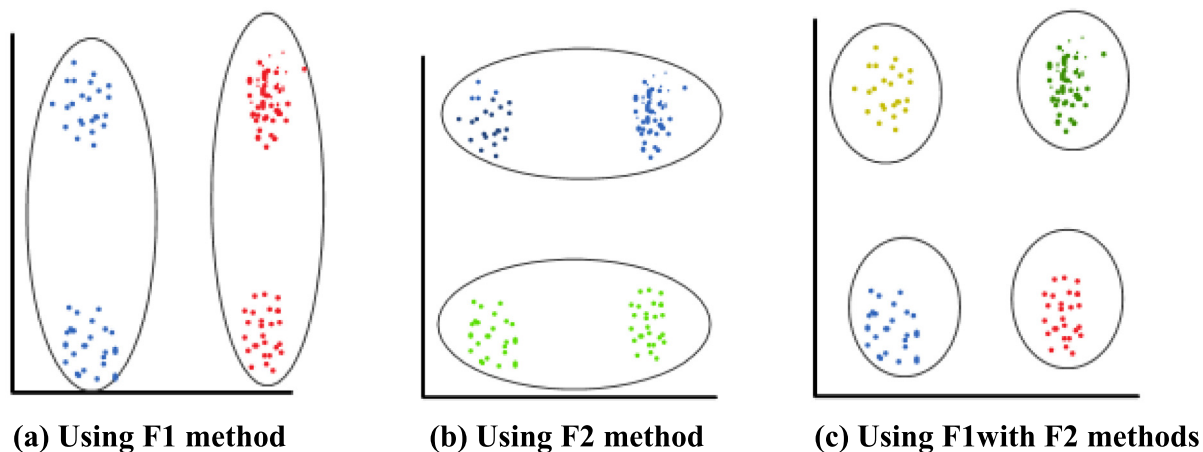 (a) Using F1 method
(b) Using F2 method
(c) Using F1with F2 methods